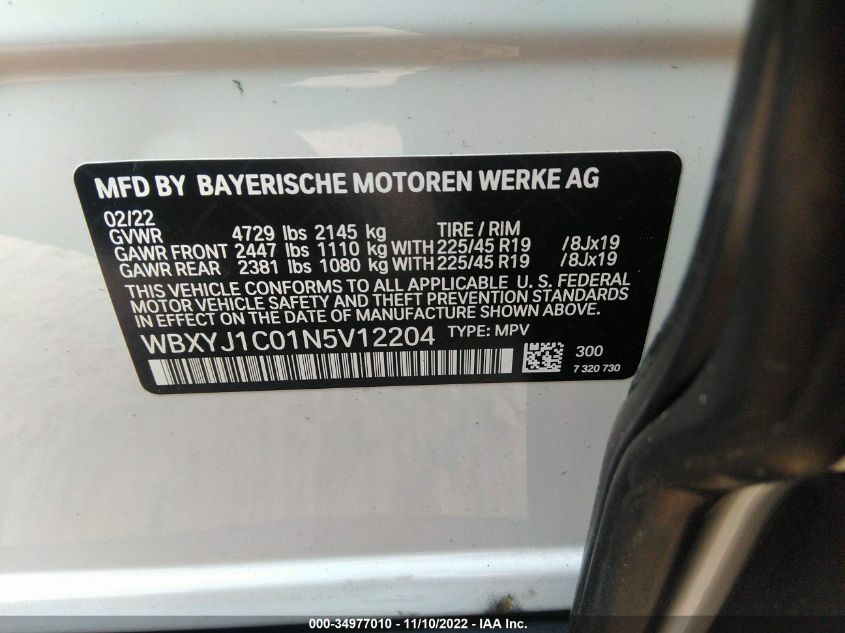 MFD BY BAYERISCHE MOTOREN WERKE AG
02/22
GVWR 4729 lbs 2145 kg TIRE / RIM
GAWR FRONT 2447 lbs 1110 kg WITH 225/45 R19 /8Jx19
GAWR REAR 2381 lbs 1080 kg WITH 225/45 R19 /8Jx19
THIS VEHICLE CONFORMS TO ALL APPLICABLE U. S. FEDERAL
MOTOR VEHICLE SAFETY AND THEFT PREVENTION STANDARDS
IN EFFECT ON THE DATE OF MANUFACTURE SHOWN ABOVE.
WBXYJ1C01N5V12204 TYPE: MPV
300
7 320 730
000-34977010 - 11/10/2022 - IAA Inc.